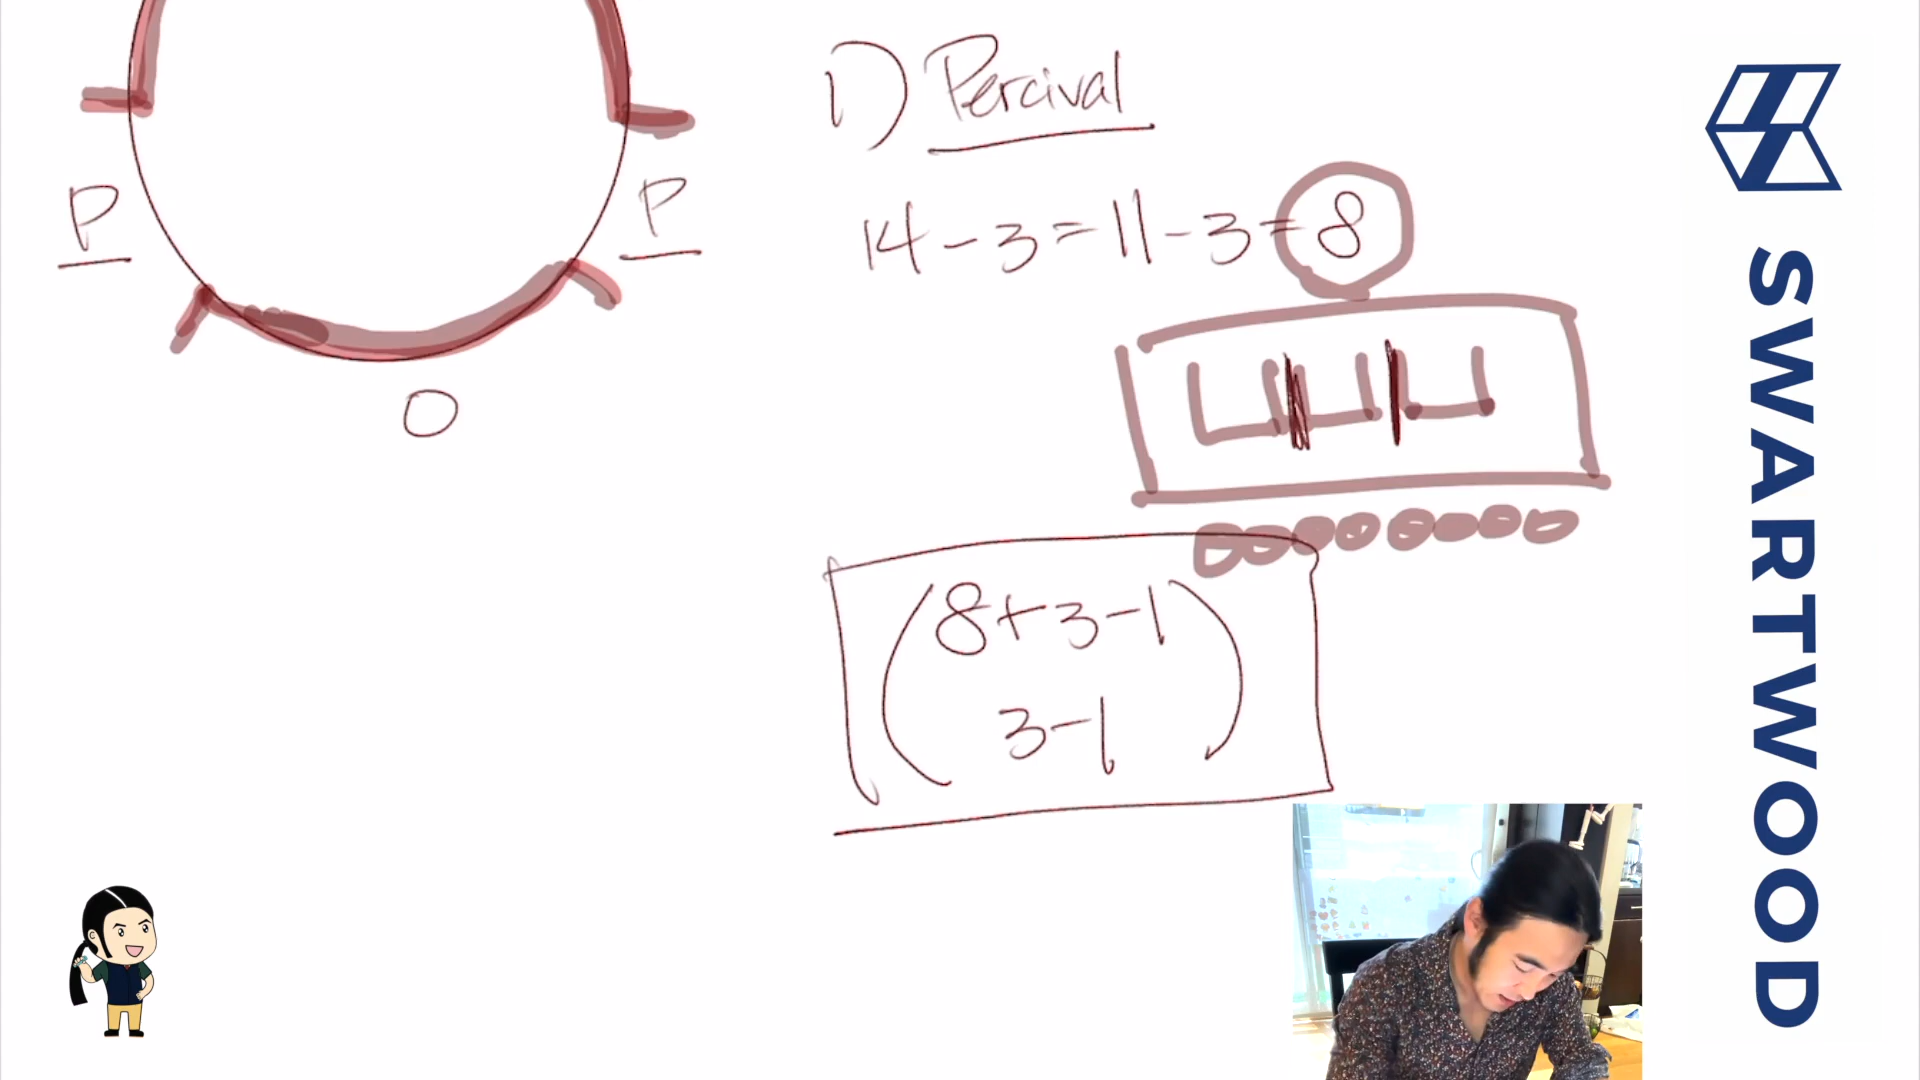 1) Percival
P
P
14 - 3 = 11 - 3 = 8
O
(8+3-1
3-1)
SWARTWOOD